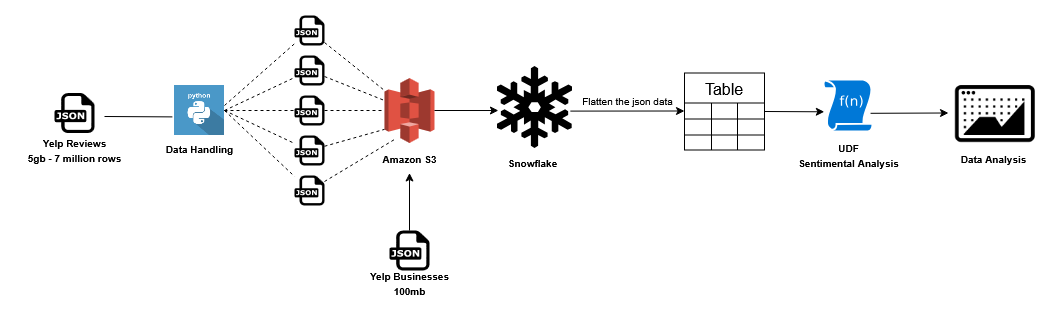 JSON
Yelp Reviews
5gb - 7 million rows
python
Data Handling
JSON
JSON
JSON
JSON
JSON
Amazon S3
JSON
Yelp Businesses
100mb
Snowflake
Flatten the json data
Table
f(n)
UDF
Sentimental Analysis
Data Analysis